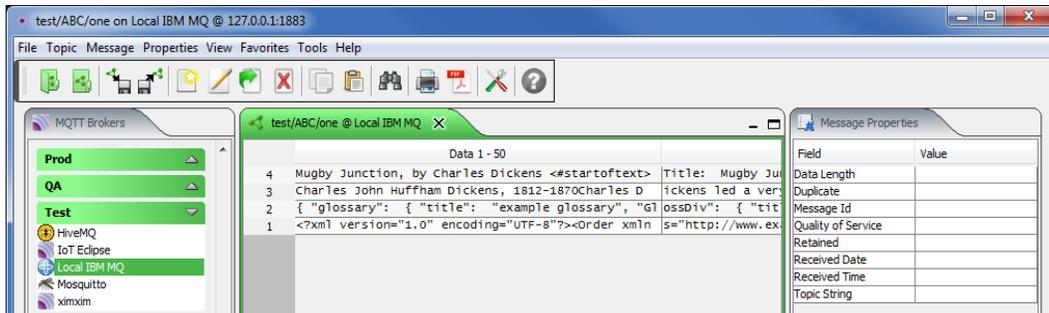 test/ABC/one on Local IBM MQ @ 127.0.0.1:1883
File Topic Message Properties View Favorites Tools Help
PDF
MQTT Brokers
Prod
QA
Test
HiveMQ
IoT Eclipse
Local IBM MQ
Mosquitto
ximxim
test/ABC/one @ Local IBM MQ X
Data 1 - 50
4 Mugby Junction, by Charles Dickens <#startoftext> Title: Mugby Jun
3 Charles John Huffham Dickens, 1812-1870Charles D ickens led a very
2 { "glossary": { "title": "example glossary", "Gl ossDiv": { "titl
1 <?xml version="1.0" encoding="UTF-8"?><Order xmln s="http://www.exa
Message Properties
Field Value
Data Length
Duplicate
Message Id
Quality of Service
Retained
Received Date
Received Time
Topic String